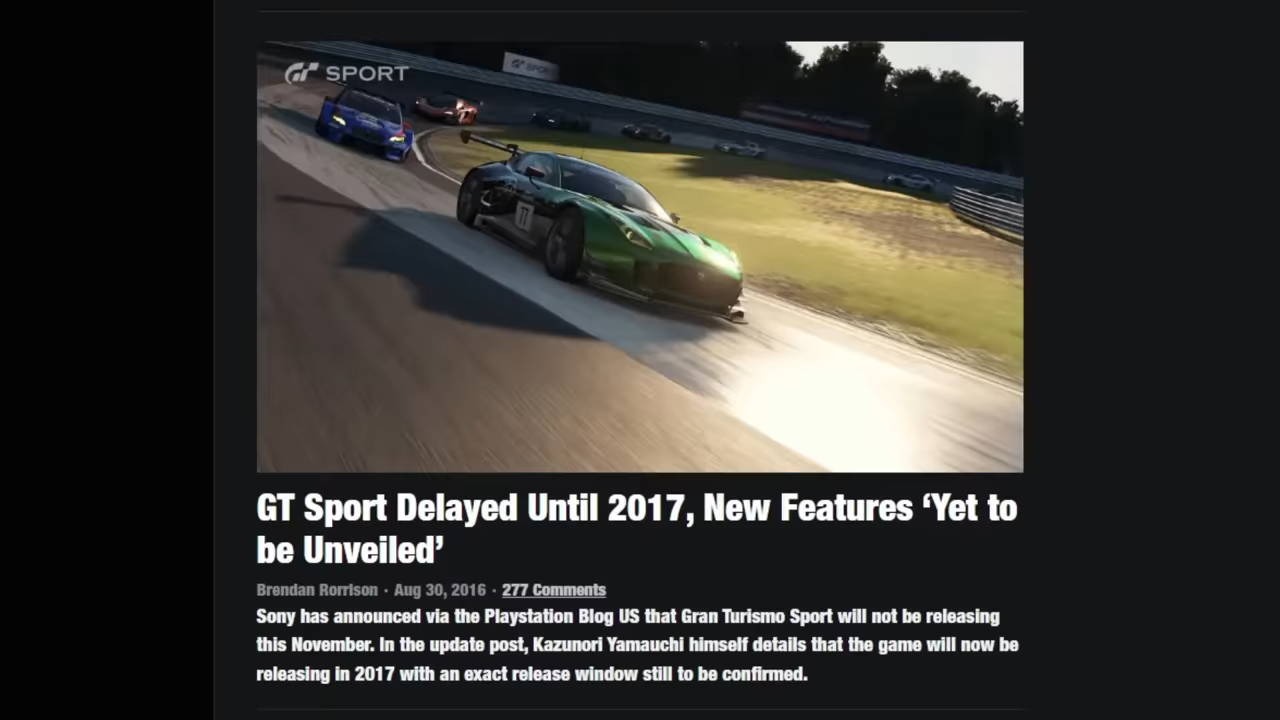 GT SPORT
GT SPORT
77
GT Sport Delayed Until 2017, New Features ‘Yet to
be Unveiled’
Brendan Rorrison · Aug 30, 2016 · 277 Comments
Sony has announced via the Playstation Blog US that Gran Turismo Sport will not be releasing
this November. In the update post, Kazunori Yamauchi himself details that the game will now be
releasing in 2017 with an exact release window still to be confirmed.